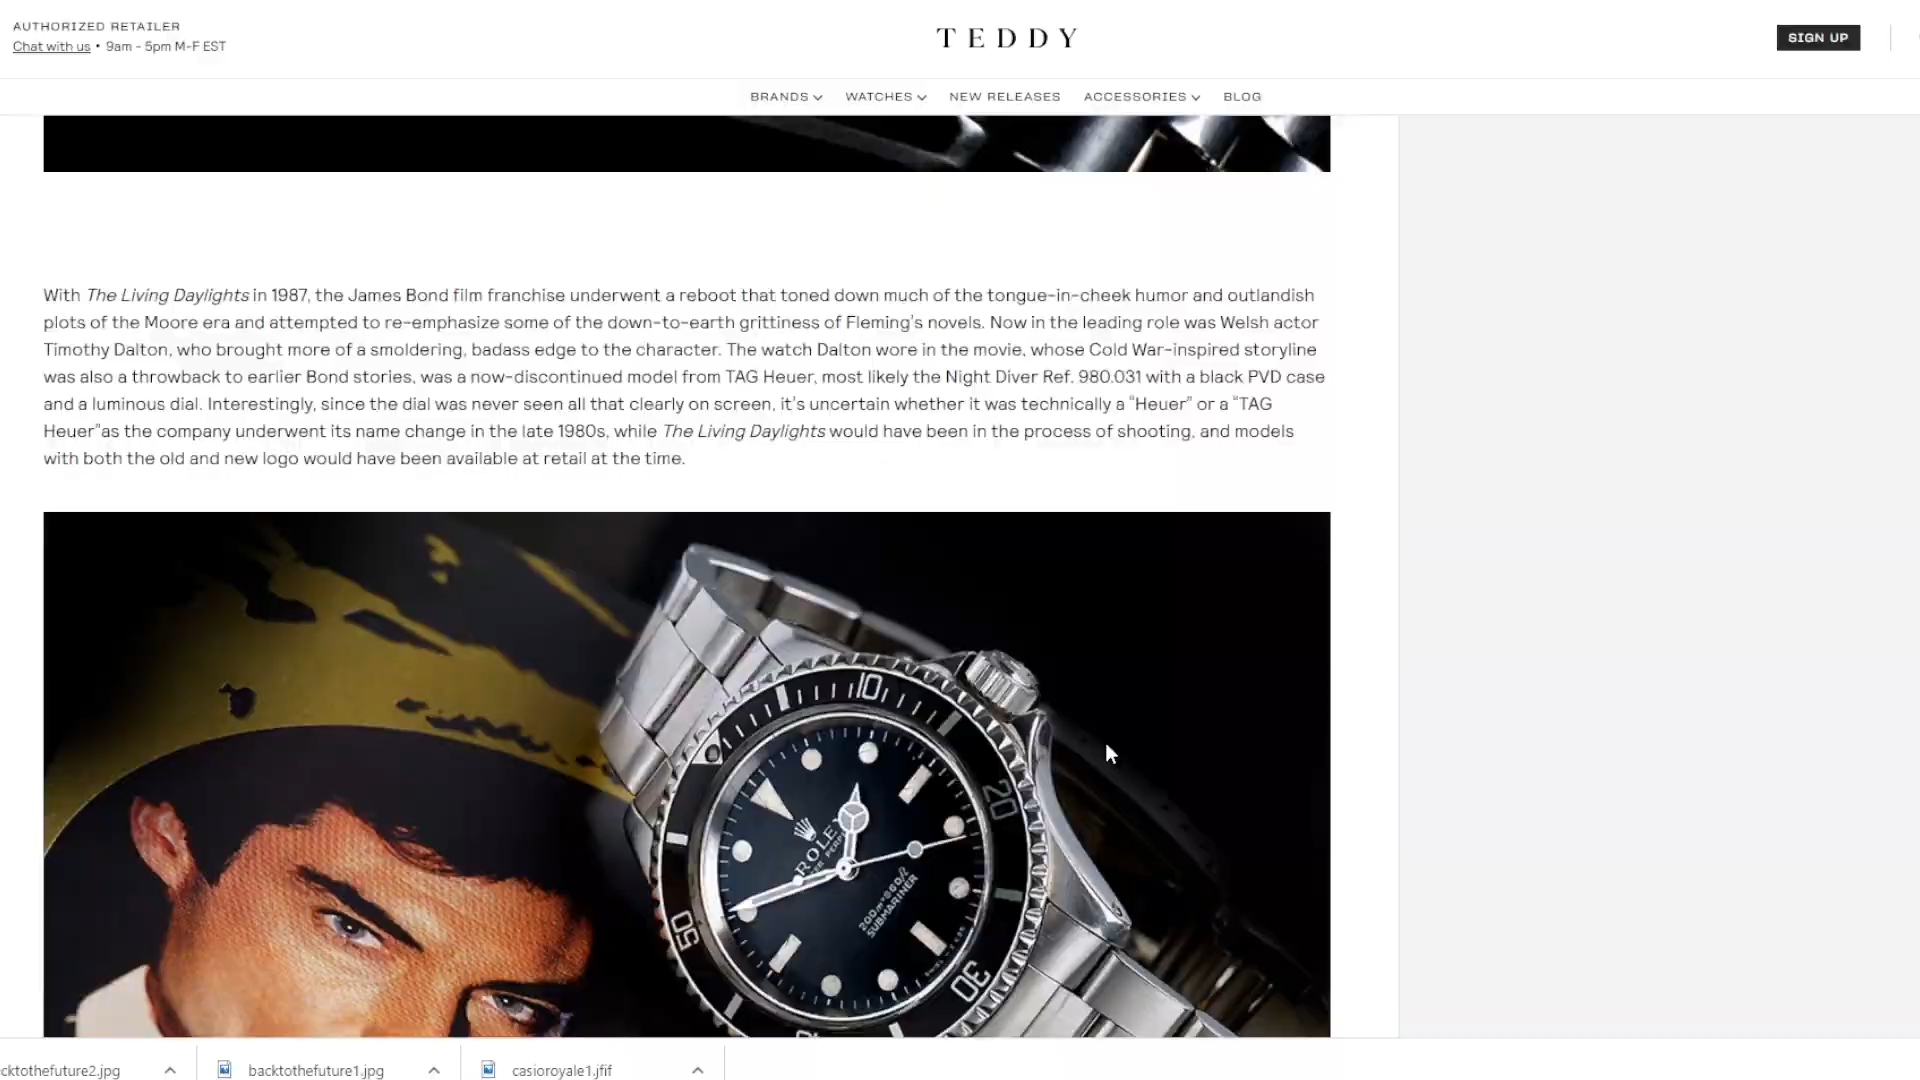 AUTHORIZED RETAILER
Chat with us • 9am - 5pm M-F EST
TEDDY
SIGN UP
BRANDS
WATCHES
NEW RELEASES
ACCESSORIES
BLOG
With The Living Daylights in 1987, the James Bond film franchise underwent a reboot that toned down much of the tongue-in-cheek humor and outlandish
plots of the Moore era and attempted to re-emphasize some of the down-to-earth grittiness of Fleming's novels. Now in the leading role was Welsh actor
Timothy Dalton, who brought more of a smoldering, badass edge to the character. The watch Dalton wore in the movie, whose Cold War-inspired storyline
was also a throwback to earlier Bond stories, was a now-discontinued model from TAG Heuer, most likely the Night Diver Ref. 980.031 with a black PVD case
and a luminous dial. Interestingly, since the dial was never seen all that clearly on screen, it's uncertain whether it was technically a “Heuer” or a “TAG
Heuer”as the company underwent its name change in the late 1980s, while The Living Daylights would have been in the process of shooting, and models
with both the old and new logo would have been available at retail at the time.
10
20
30
50
ROLEX
SUBMARINER
cktothefuture2.jpg
backtothefuture1.jpg
casioroyale1.jfif